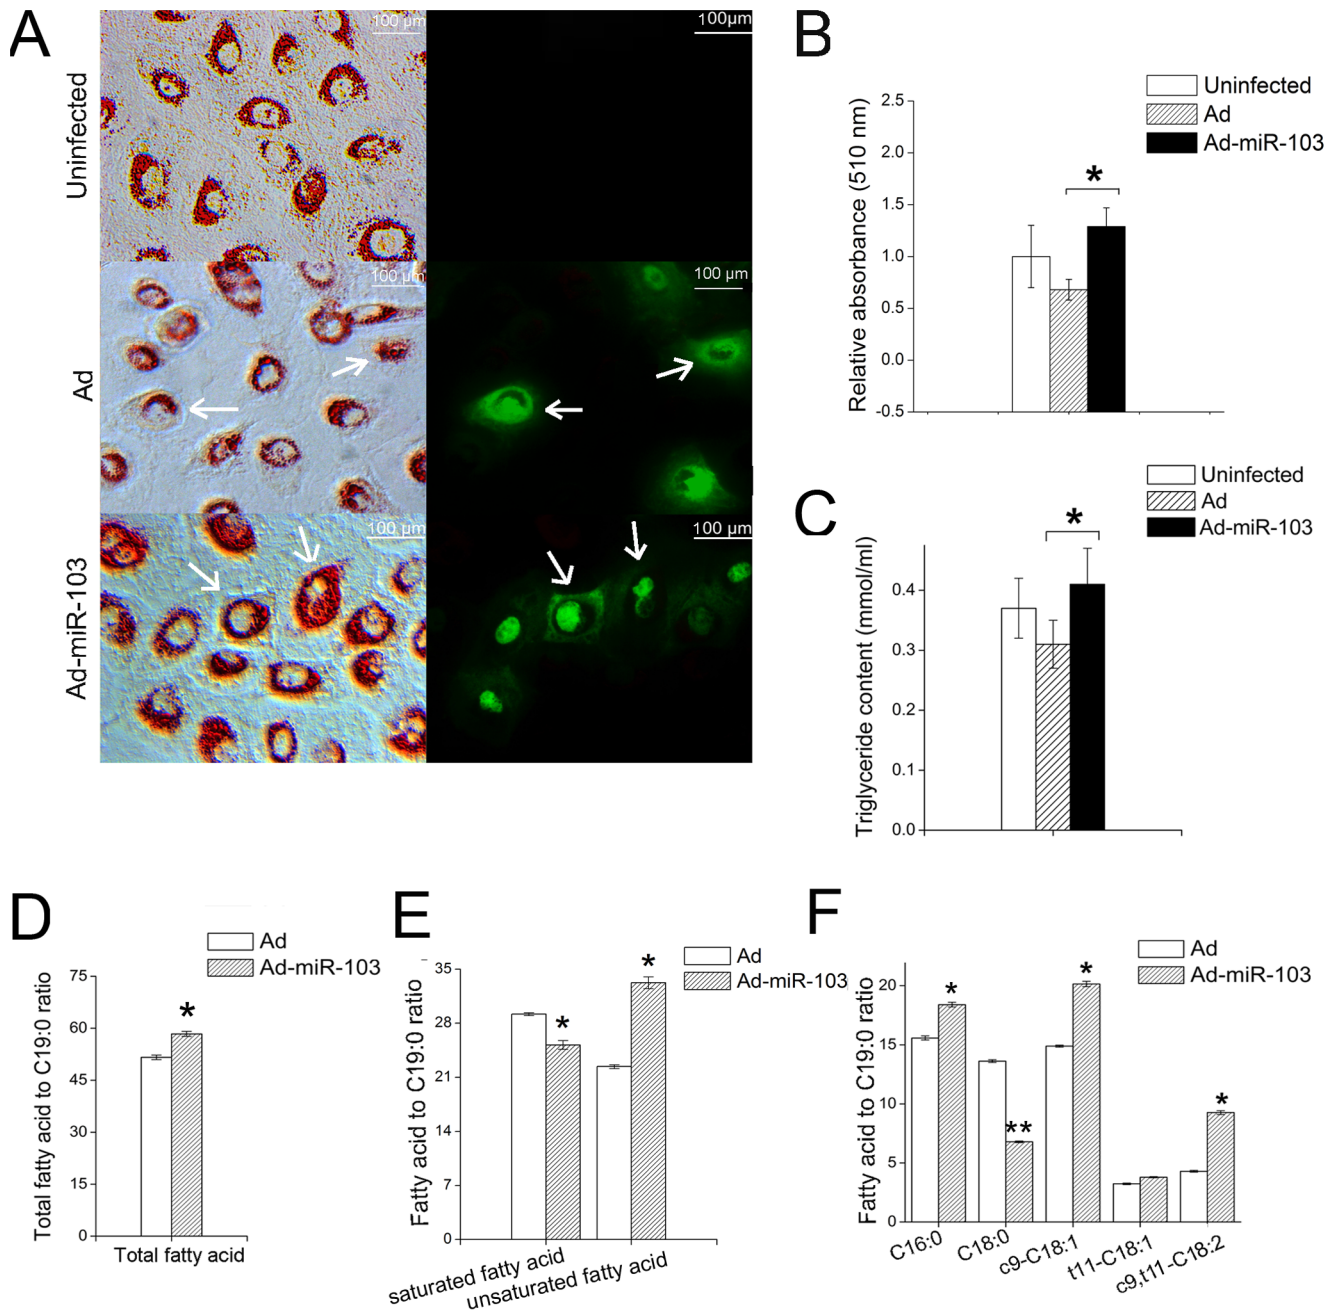 A
Uninfected
100 µm
100µm
Ad
100 µm
100 µm
Ad-miR-103
100 µm
100 µm
B
Uninfected
Ad
Ad-miR-103
Relative absorbance (510 nm)
2.5
2.0
1.5
1.0
0.5
0.0
-0.5
*
C
Uninfected
Ad
Ad-miR-103
Triglyceride content (mmol/ml)
0.4
0.3
0.2
0.1
0.0
*
D
Ad
Ad-miR-103
Total fatty acid to C19:0 ratio
75
60
45
30
15
0
*
Total fatty acid
E
Ad
Ad-miR-103
Fatty acid to C19:0 ratio
35
28
21
14
7
0
*
*
saturated fatty acid
unsaturated fatty acid
F
Ad
Ad-miR-103
Fatty acid to C19:0 ratio
20
15
10
5
0
*
**
*
*
C16:0
C18:0
c9-C18:1
t11-C18:1
c9,t11-C18:2